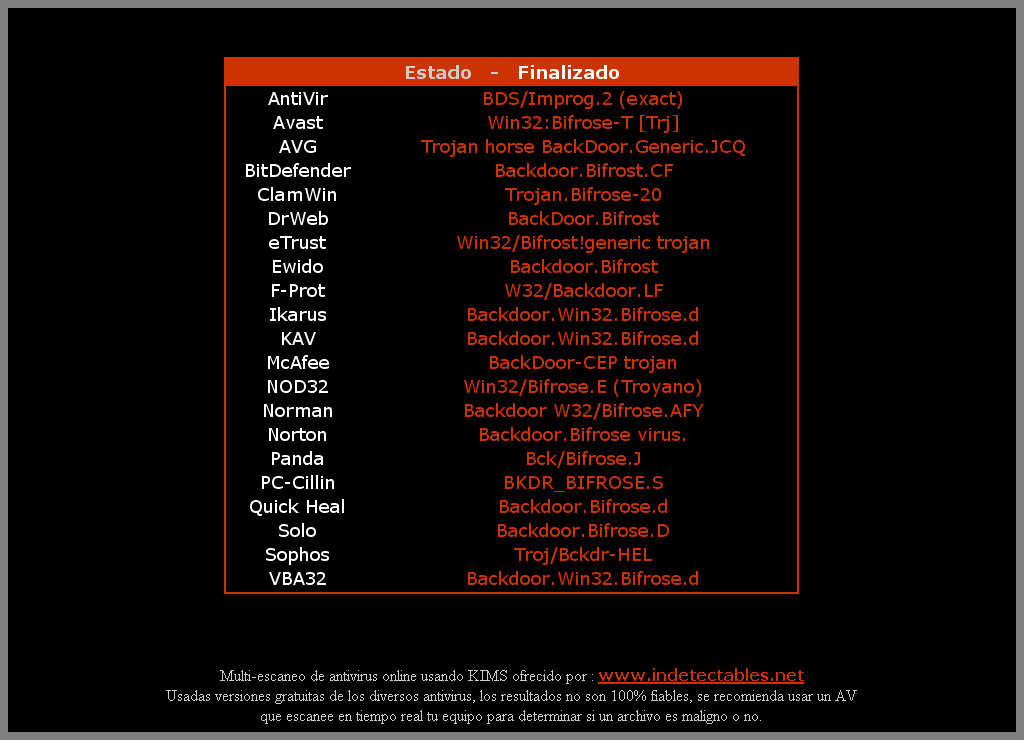 Estado - Finalizado
AntiVir BDS/Improg.2 (exact)
Avast Win32:Bifrose-T [Trj]
AVG Trojan horse BackDoor.Generic.JCQ
BitDefender Backdoor.Bifrost.CF
ClamWin Trojan.Bifrose-20
DrWeb BackDoor.Bifrost
eTrust Win32/Bifrost!generic trojan
Ewido Backdoor.Bifrost
F-Prot W32/Backdoor.LF
Ikarus Backdoor.Win32.Bifrose.d
KAV Backdoor.Win32.Bifrose.d
McAfee BackDoor-CEP trojan
NOD32 Win32/Bifrose.E (Troyano)
Norman Backdoor W32/Bifrose.AFY
Norton Backdoor.Bifrose virus.
Panda Bck/Bifrose.J
PC-Cillin BKDR_BIFROSE.S
Quick Heal Backdoor.Bifrose.d
Solo Backdoor.Bifrose.D
Sophos Troj/Bckdr-HEL
VBA32 Backdoor.Win32.Bifrose.d
Multi-escaneo de antivirus online usando KIMS ofrecido por : www.indetectables.net
Usadas versiones gratuitas de los diversos antivirus, los resultados no son 100% fiables, se recomienda usar un AV
que escanee en tiempo real tu equipo para determinar si un archivo es maligno o no.